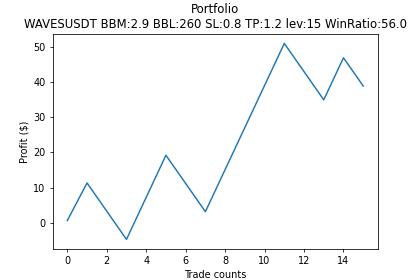 Portfolio
WAVESUSDT BBM:2.9 BBL:260 SL:0.8 TP:1.2 lev:15 WinRatio:56.0
50
40
30
20
10
0
Profit ($)
0 2 4 6 8 10 12 14
Trade counts